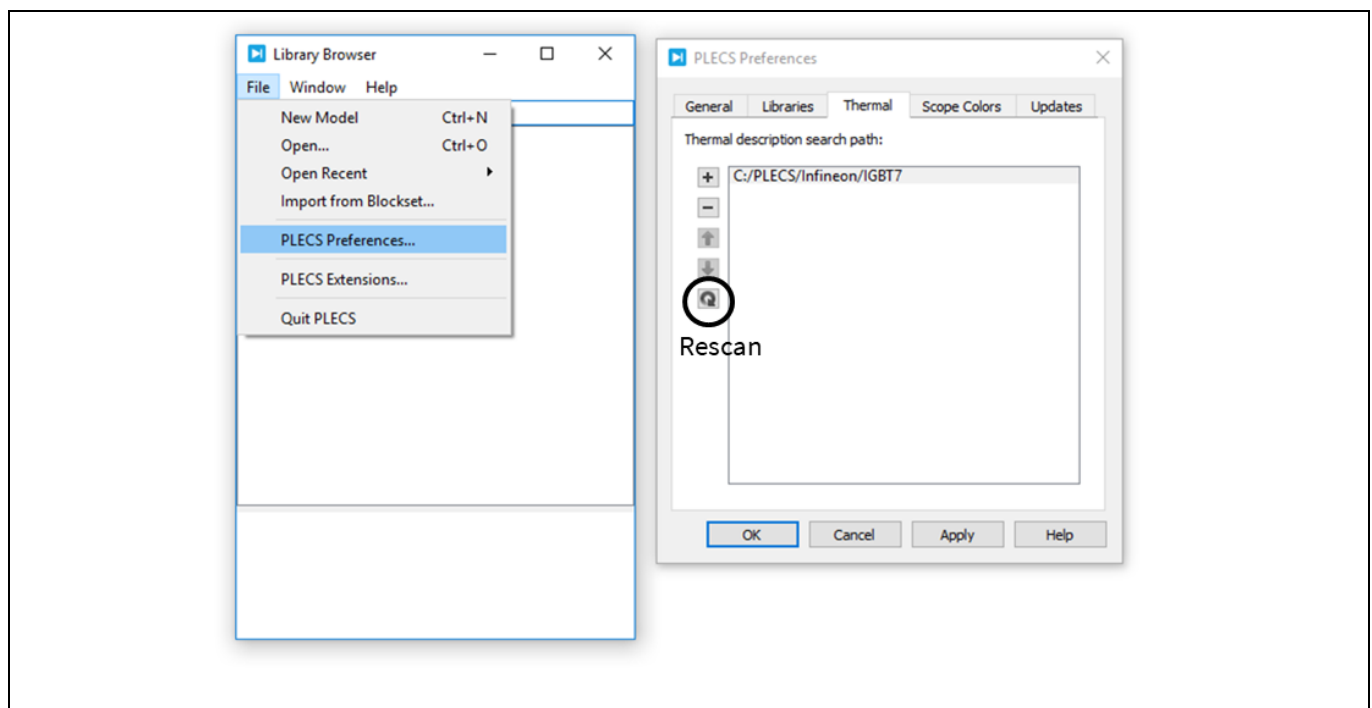 Library Browser
File Window Help
New Model Ctrl+N
Open... Ctrl+O
Open Recent
Import from Blockset...
PLECS Preferences...
PLECS Extensions...
Quit PLECS
PLECS Preferences
General Libraries Thermal Scope Colors Updates
Thermal description search path:
C:/PLECS/Infineon/IGBT7
Rescan
OK Cancel Apply Help